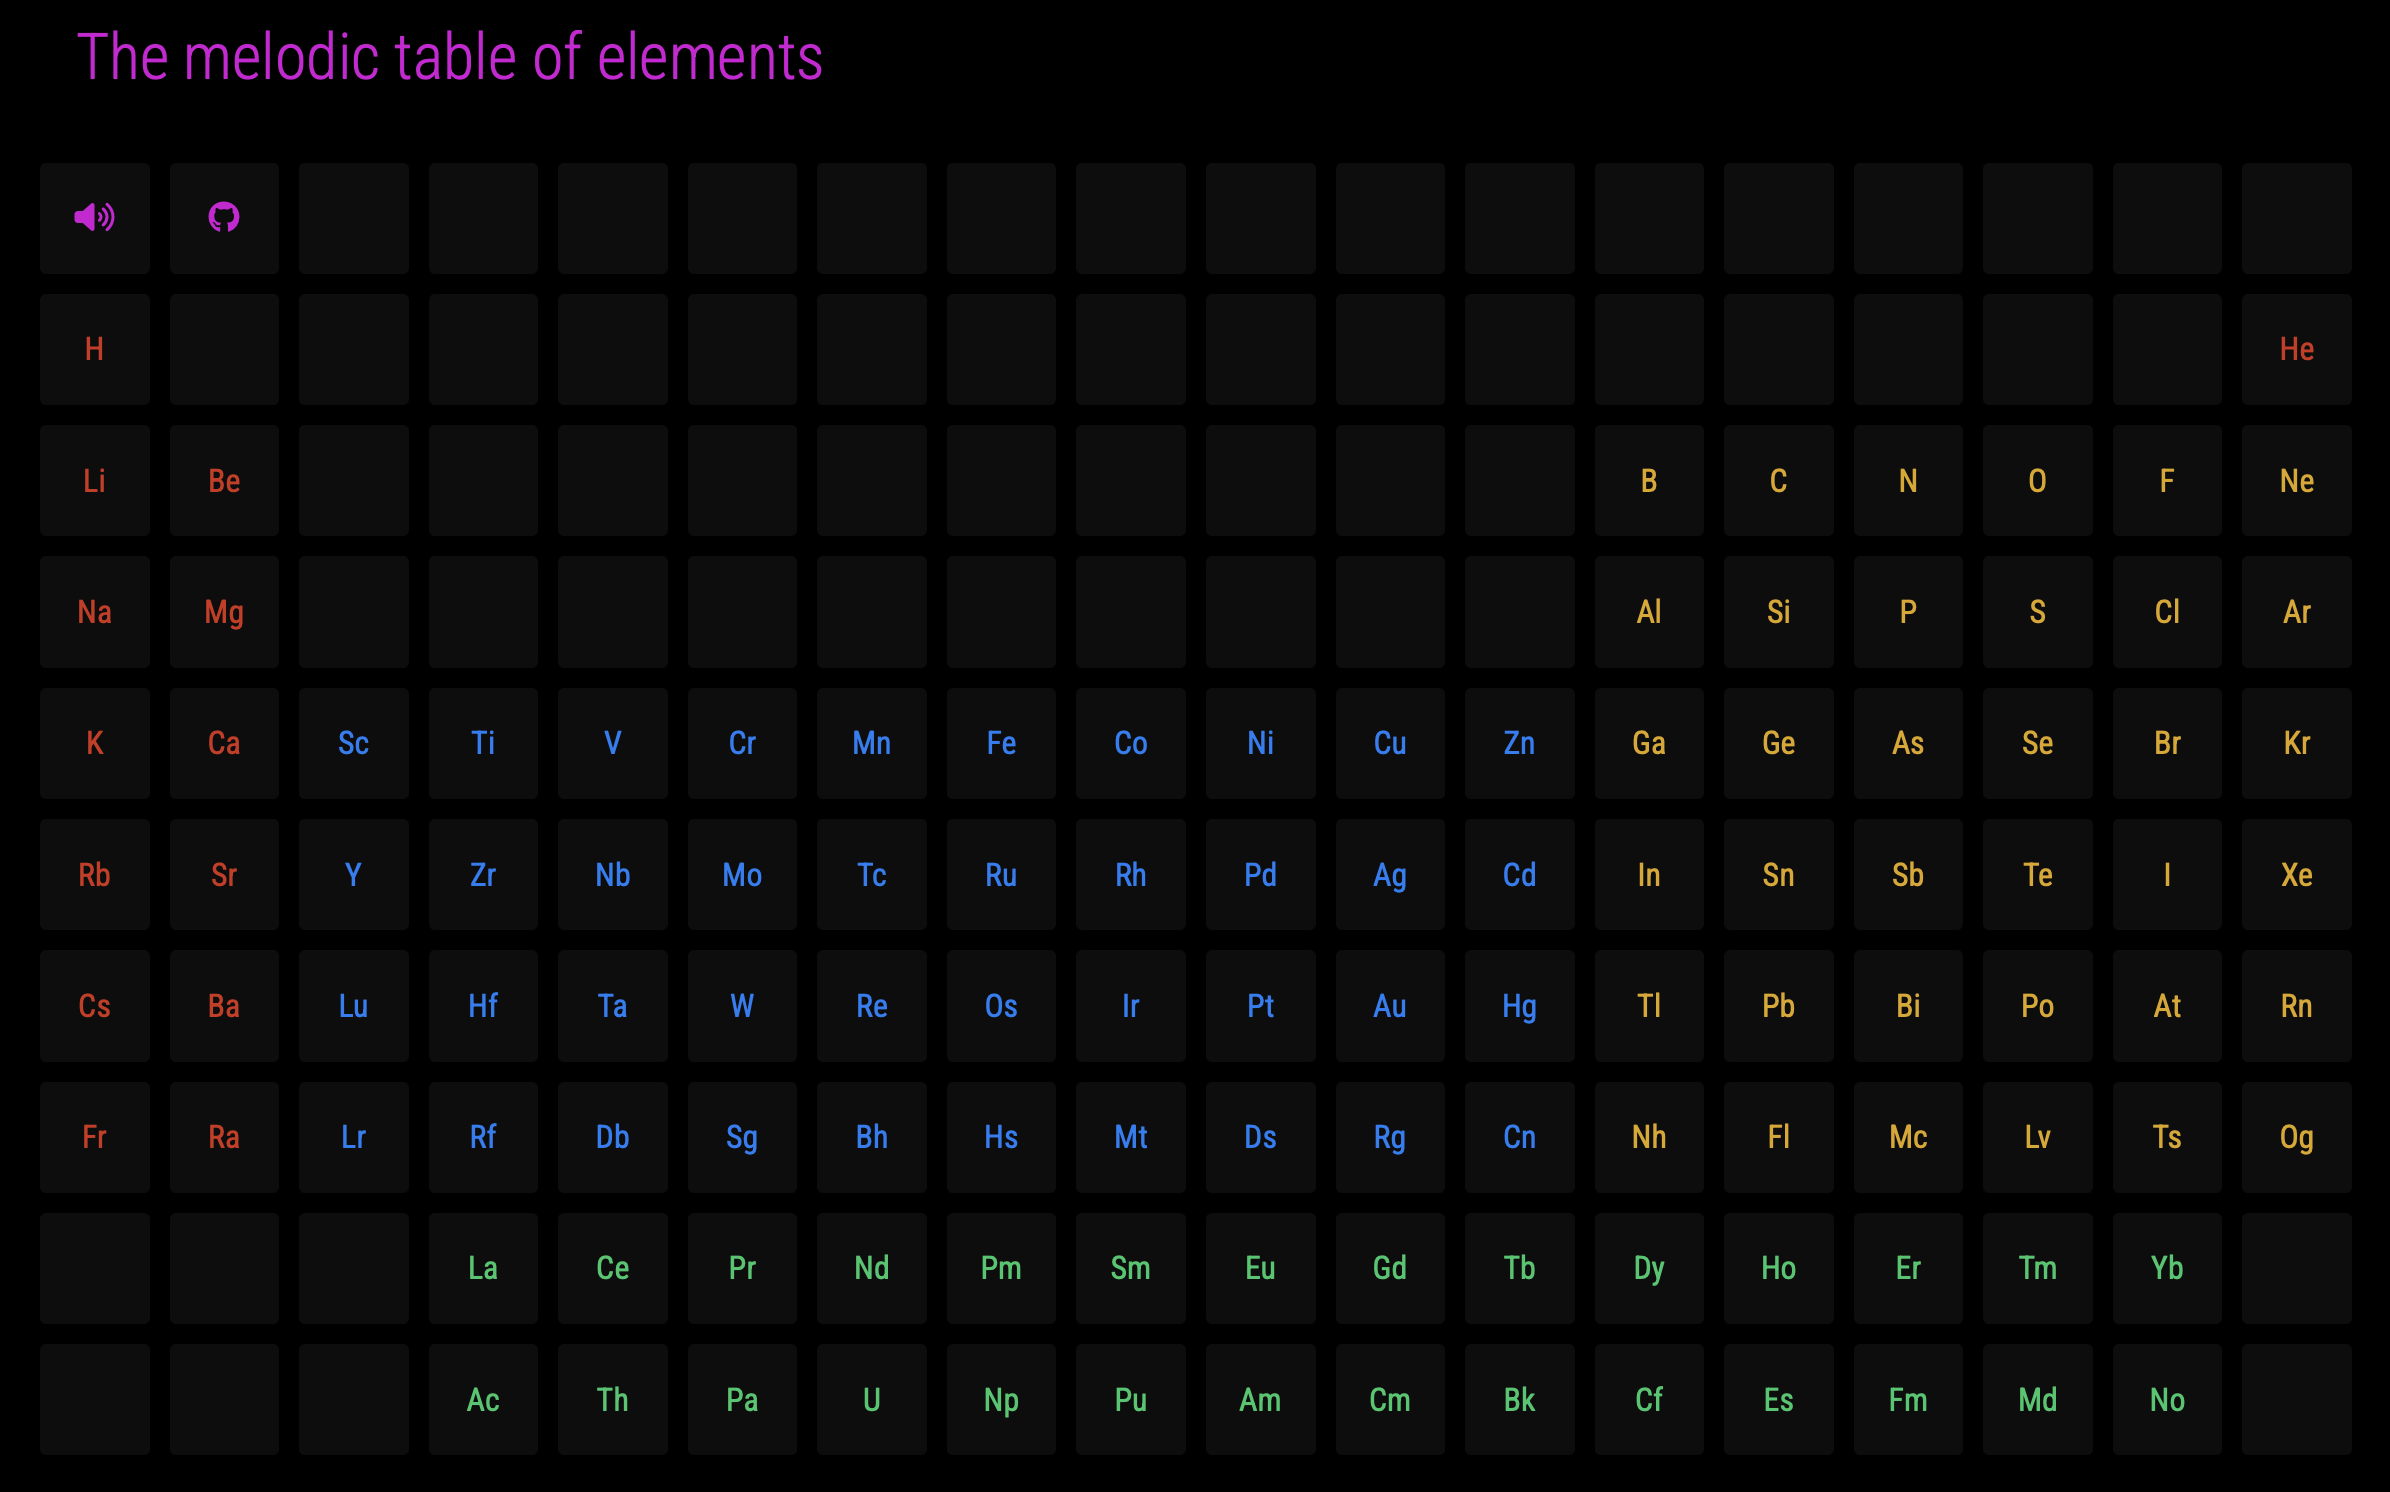 The melodic table of elements
H He
Li Be B C N O F Ne
Na Mg Al Si P S Cl Ar
K Ca Sc Ti V Cr Mn Fe Co Ni Cu Zn Ga Ge As Se Br Kr
Rb Sr Y Zr Nb Mo Tc Ru Rh Pd Ag Cd In Sn Sb Te I Xe
Cs Ba Lu Hf Ta W Re Os Ir Pt Au Hg Tl Pb Bi Po At Rn
Fr Ra Lr Rf Db Sg Bh Hs Mt Ds Rg Cn Nh Fl Mc Lv Ts Og
La Ce Pr Nd Pm Sm Eu Gd Tb Dy Ho Er Tm Yb
Ac Th Pa U Np Pu Am Cm Bk Cf Es Fm Md No